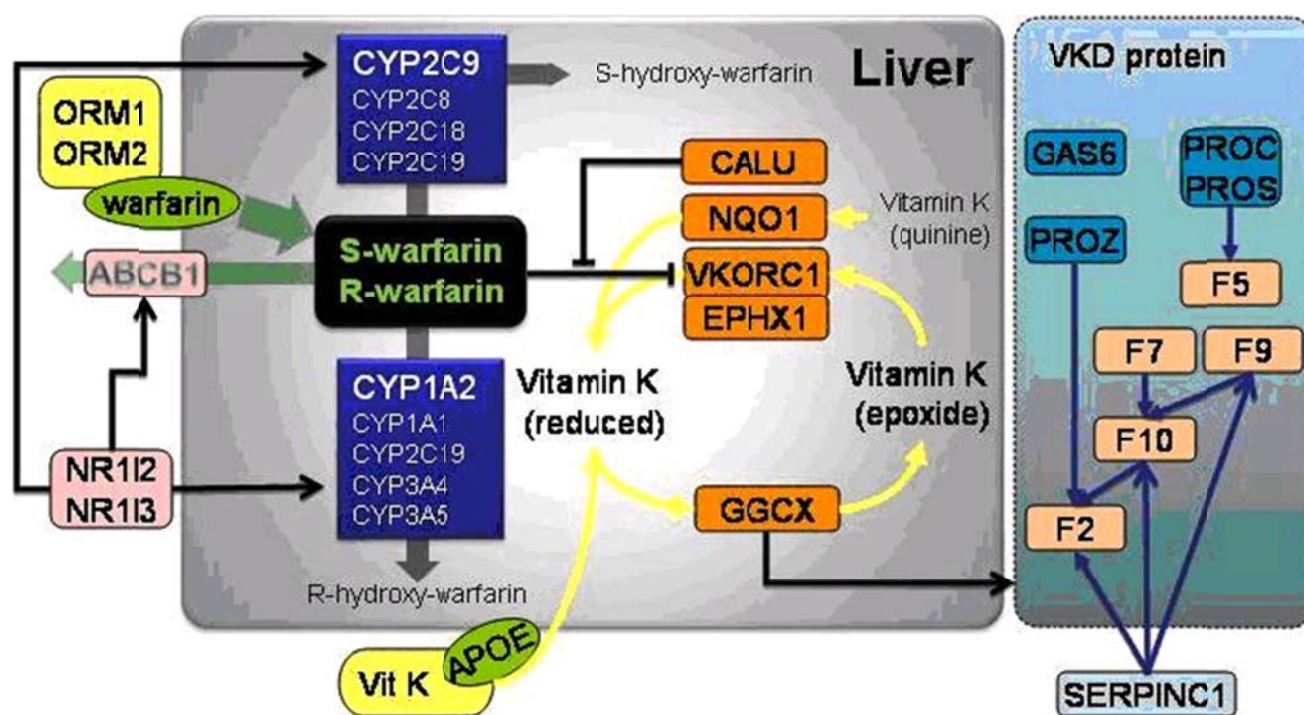 Liver
VKD protein
CYP2C9
CYP2C8
CYP2C18
CYP2C19
S-hydroxy-warfarin
ORM1
ORM2
warfarin
ABCB1
S-warfarin
R-warfarin
CALU
NQO1
Vitamin K
(quinine)
VKORC1
EPHX1
GAS6
PROC
PROS
PROZ
F5
F7
F9
F10
F2
CYP1A2
CYP1A1
CYP2C19
CYP3A4
CYP3A5
Vitamin K
(reduced)
Vitamin K
(epoxide)
NR1I2
NR1I3
GGCX
R-hydroxy-warfarin
Vit K
APOE
SERPINC1